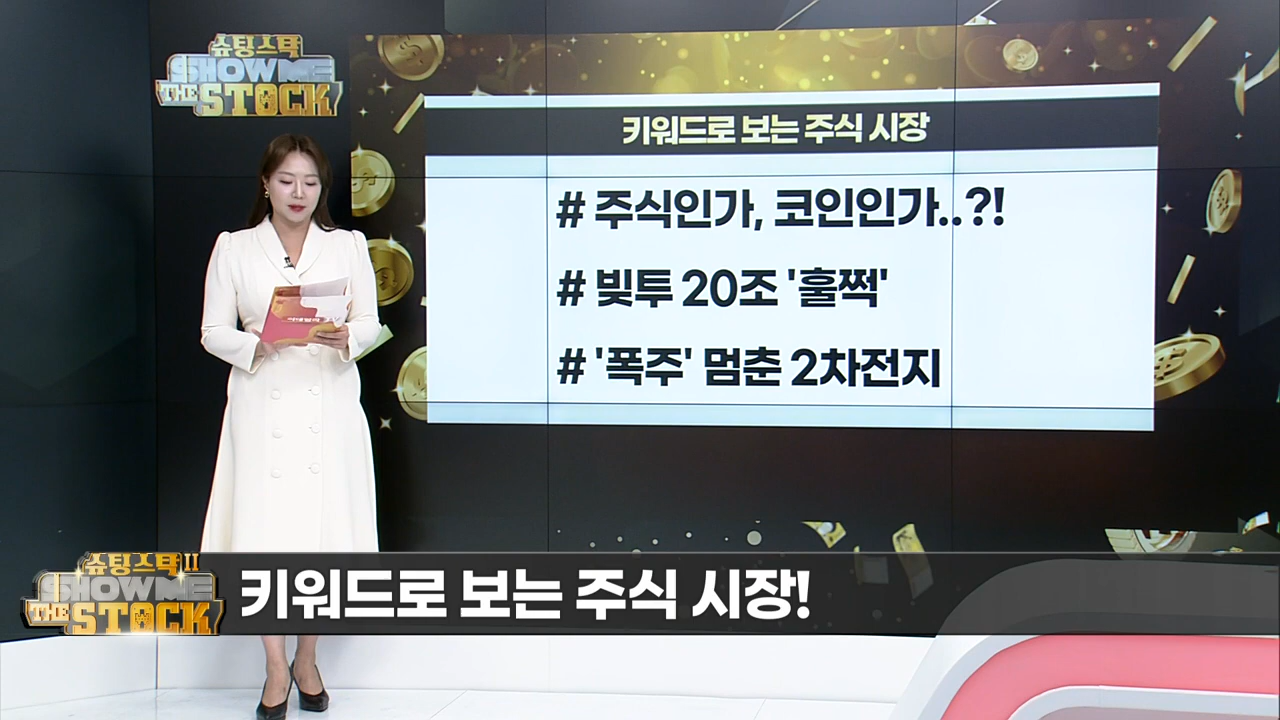 슈팅스탁
SHOW ME
THE STOCK
키워드로 보는 주식 시장
# 주식인가, 코인인가..?!
# 빚투 20조 '훌쩍'
# '폭주' 멈춘 2차전지
슈팅스탁 II
SHOW ME
THE STOCK
키워드로 보는 주식 시장!